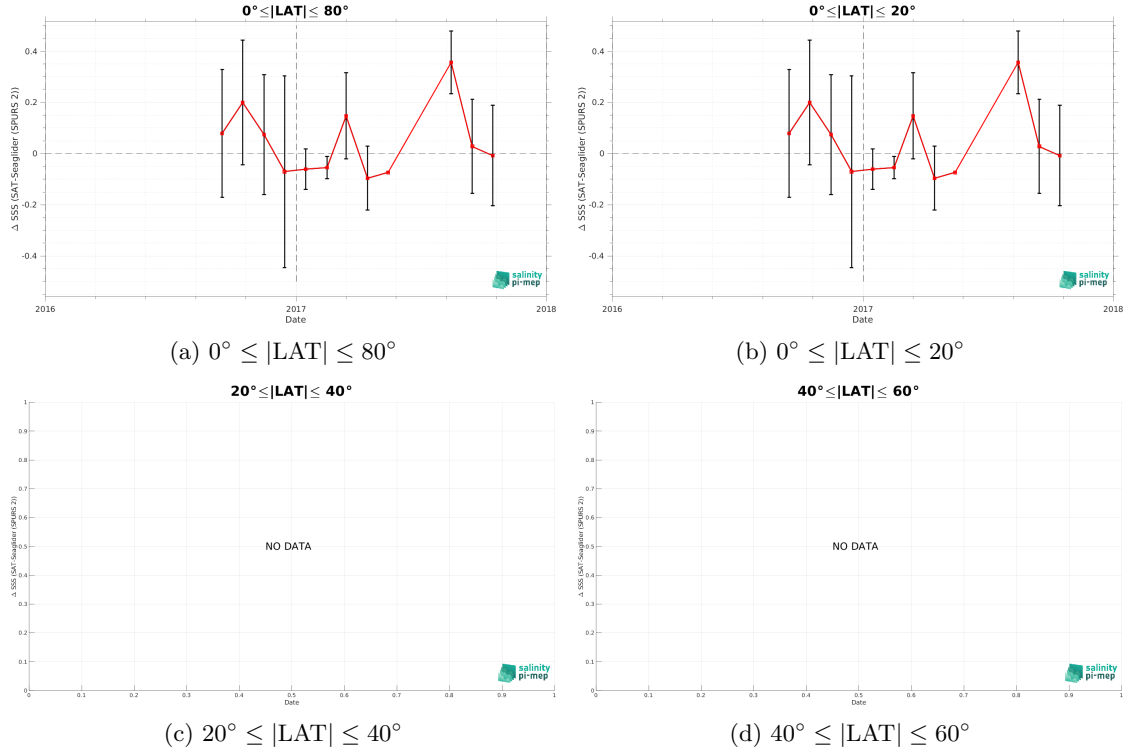 0°≤|LAT|≤ 80°
Δ SSS (SAT-Seaglider (SPURS 2))
0.4
0.2
0
-0.2
-0.4
2016
2017
2018
Date
salinity
pi-mep
(a) 0° ≤ |LAT| ≤ 80°
0°≤|LAT|≤ 20°
Δ SSS (SAT-Seaglider (SPURS 2))
0.4
0.2
0
-0.2
-0.4
2016
2017
2018
Date
salinity
pi-mep
(b) 0° ≤ |LAT| ≤ 20°
20°≤|LAT|≤ 40°
Δ SSS (SAT-Seaglider (SPURS 2))
1
0.9
0.8
0.7
0.6
0.5
0.4
0.3
0.2
0.1
0
NO DATA
0 0.1 0.2 0.3 0.4 0.5 0.6 0.7 0.8 0.9 1
Date
salinity
pi-mep
(c) 20° ≤ |LAT| ≤ 40°
40°≤|LAT|≤ 60°
Δ SSS (SAT-Seaglider (SPURS 2))
1
0.9
0.8
0.7
0.6
0.5
0.4
0.3
0.2
0.1
0
NO DATA
0 0.1 0.2 0.3 0.4 0.5 0.6 0.7 0.8 0.9 1
Date
salinity
pi-mep
(d) 40° ≤ |LAT| ≤ 60°